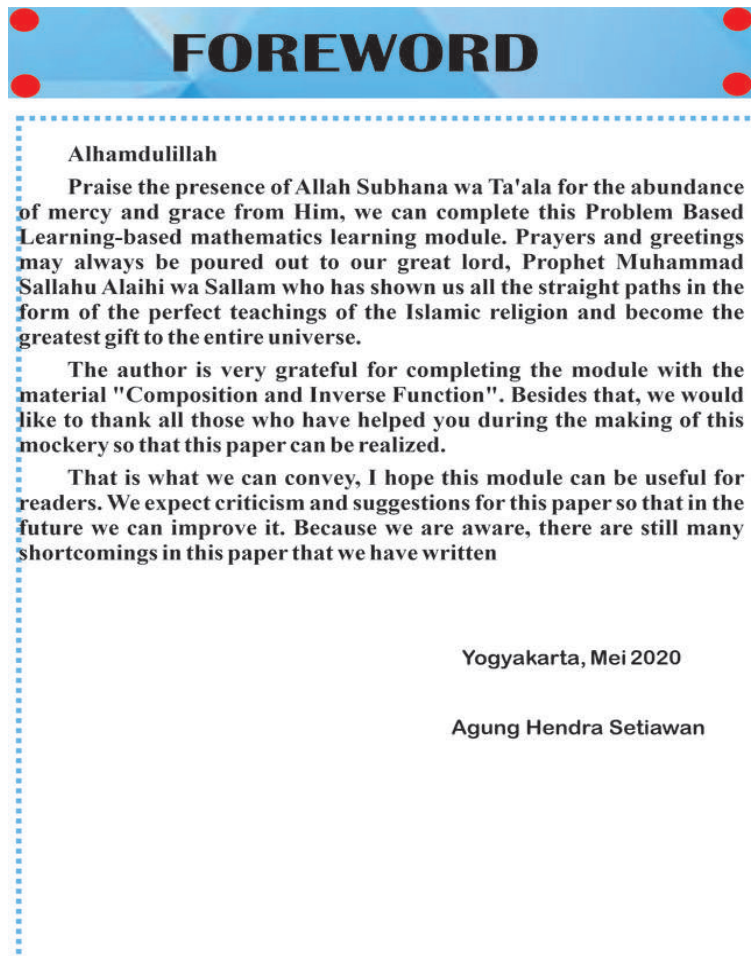 FOREWORD
Alhamdulillah
Praise the presence of Allah Subhana wa Ta'ala for the abundance
of mercy and grace from Him, we can complete this Problem Based
Learning-based mathematics learning module. Prayers and greetings
may always be poured out to our great lord, Prophet Muhammad
Sallahu Alaihi wa Sallam who has shown us all the straight paths in the
form of the perfect teachings of the Islamic religion and become the
greatest gift to the entire universe.
The author is very grateful for completing the module with the
material "Composition and Inverse Function". Besides that, we would
like to thank all those who have helped you during the making of this
mockery so that this paper can be realized.
That is what we can convey, I hope this module can be useful for
readers. We expect criticism and suggestions for this paper so that in the
future we can improve it. Because we are aware, there are still many
shortcomings in this paper that we have written
Yogyakarta, Mei 2020
Agung Hendra Setiawan